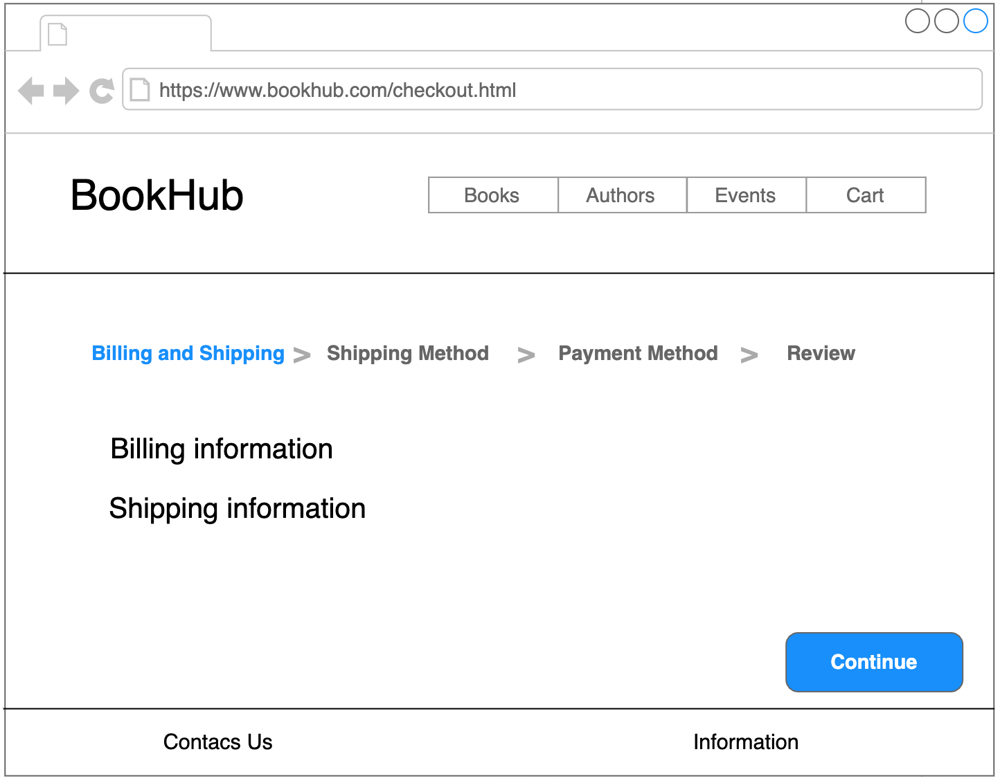 https://www.bookhub.com/checkout.html
BookHub
Books Authors Events Cart
Billing and Shipping > Shipping Method > Payment Method > Review
Billing information
Shipping information
Continue
Contacs Us Information